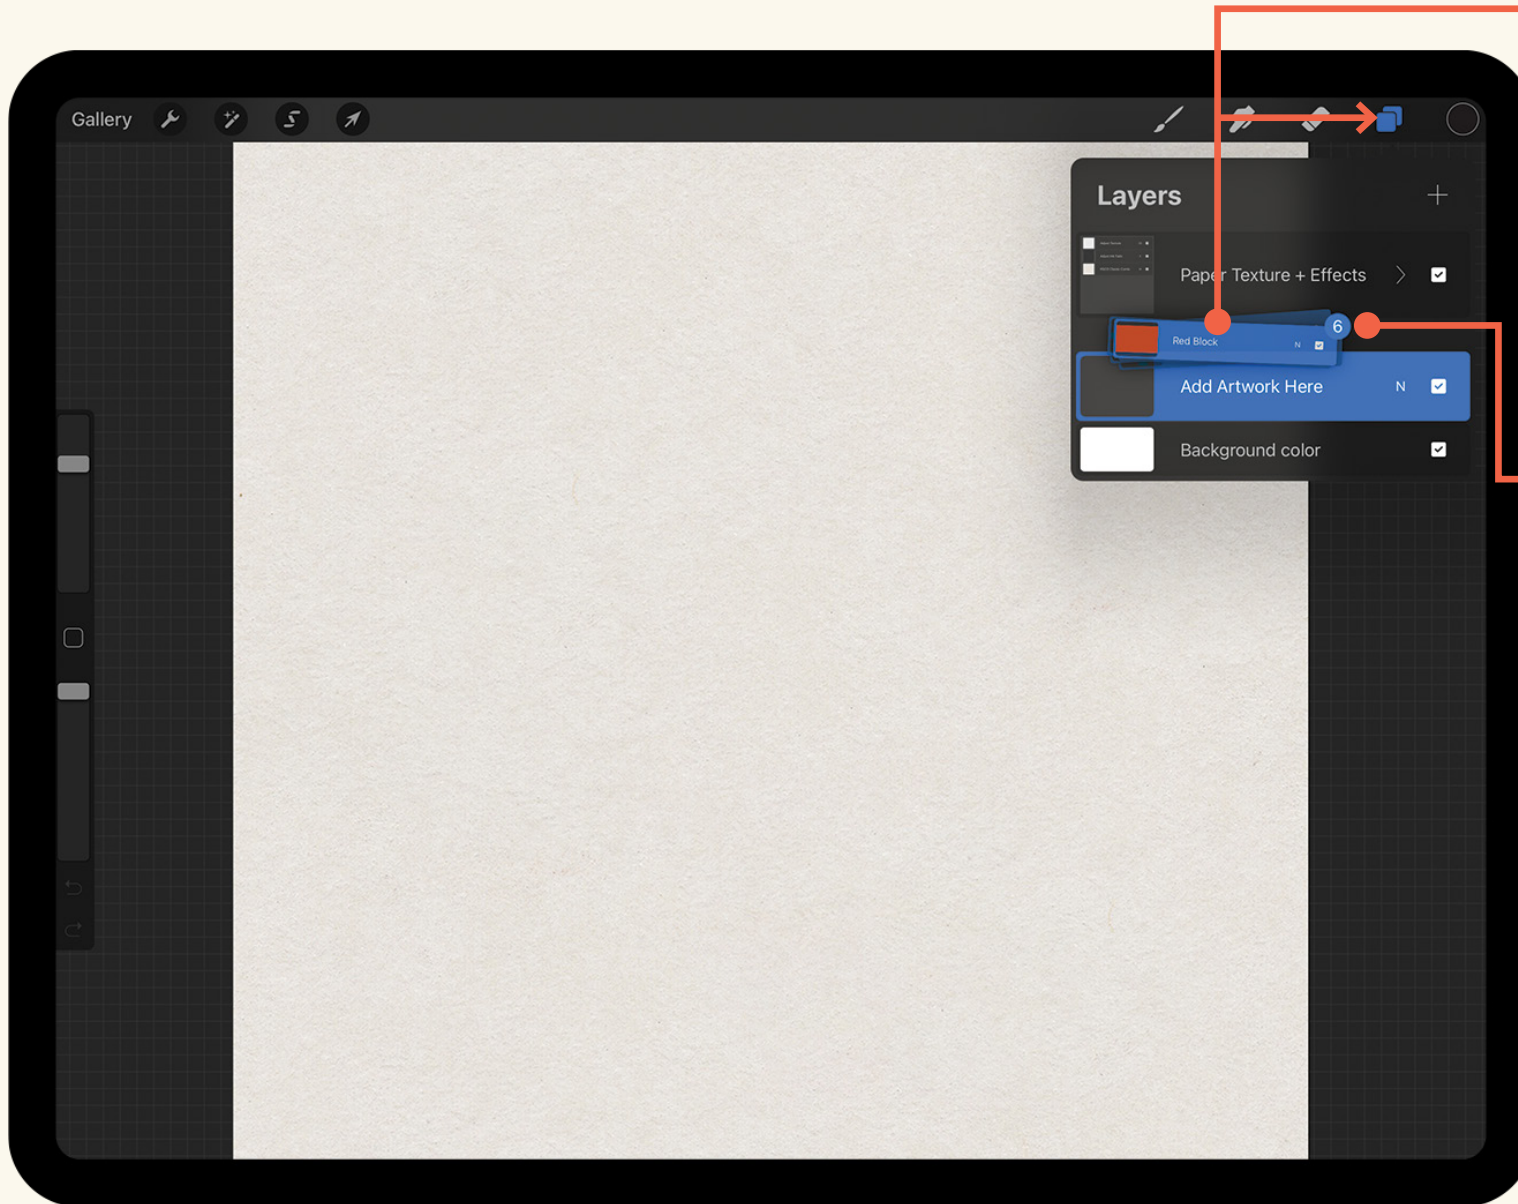 Gallery
Layers
Paper Texture + Effects
6
Red Block N
Add Artwork Here N
Background color